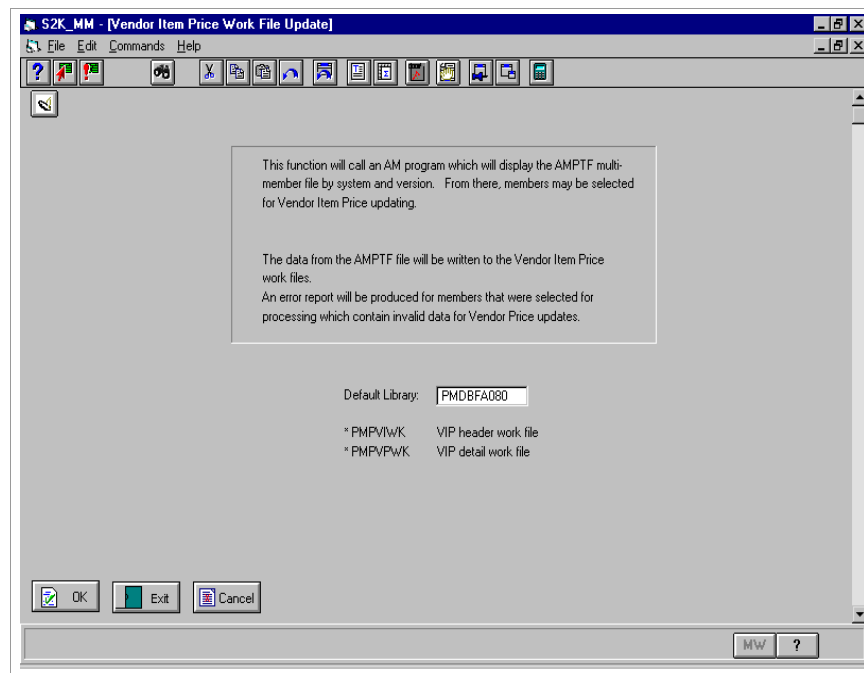 S2K_MM - [Vendor Item Price Work File Update]
File Edit Commands Help
This function will call an AM program which will display the AMPTF multi-
member file by system and version. From there, members may be selected
for Vendor Item Price updating.
The data from the AMPTF file will be written to the Vendor Item Price
work files.
An error report will be produced for members that were selected for
processing which contain invalid data for Vendor Price updates.
Default Library: PMDBFA080
* PMPVIWK VIP header work file
* PMPVPWK VIP detail work file
OK Exit Cancel
MW ?